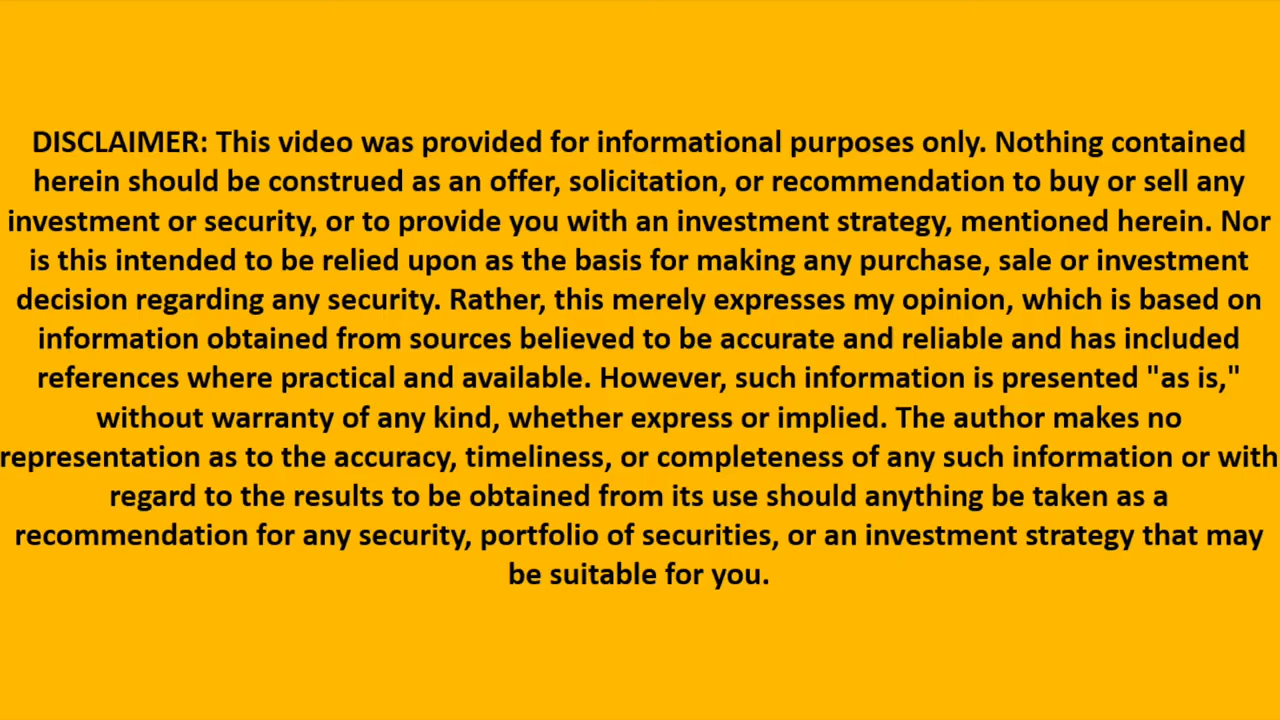 DISCLAIMER: This video was provided for informational purposes only. Nothing contained
herein should be construed as an offer, solicitation, or recommendation to buy or sell any
investment or security, or to provide you with an investment strategy, mentioned herein. Nor
is this intended to be relied upon as the basis for making any purchase, sale or investment
decision regarding any security. Rather, this merely expresses my opinion, which is based on
information obtained from sources believed to be accurate and reliable and has included
references where practical and available. However, such information is presented "as is,"
without warranty of any kind, whether express or implied. The author makes no
representation as to the accuracy, timeliness, or completeness of any such information or with
regard to the results to be obtained from its use should anything be taken as a
recommendation for any security, portfolio of securities, or an investment strategy that may
be suitable for you.